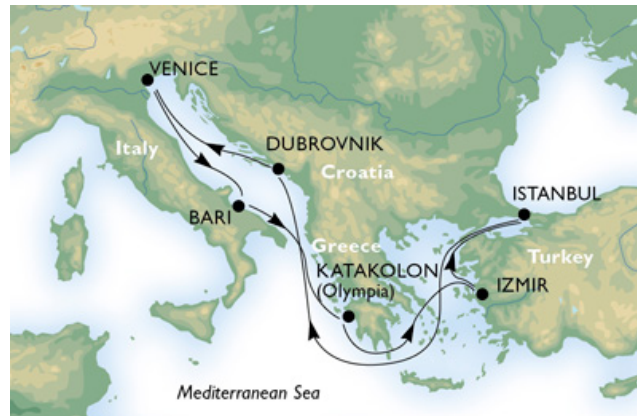 VENICE
DUBROVNIK
Italy
Croatia
ISTANBUL
BARI
Greece
Turkey
KATAKOLON
(Olympia)
IZMIR
Mediterranean Sea